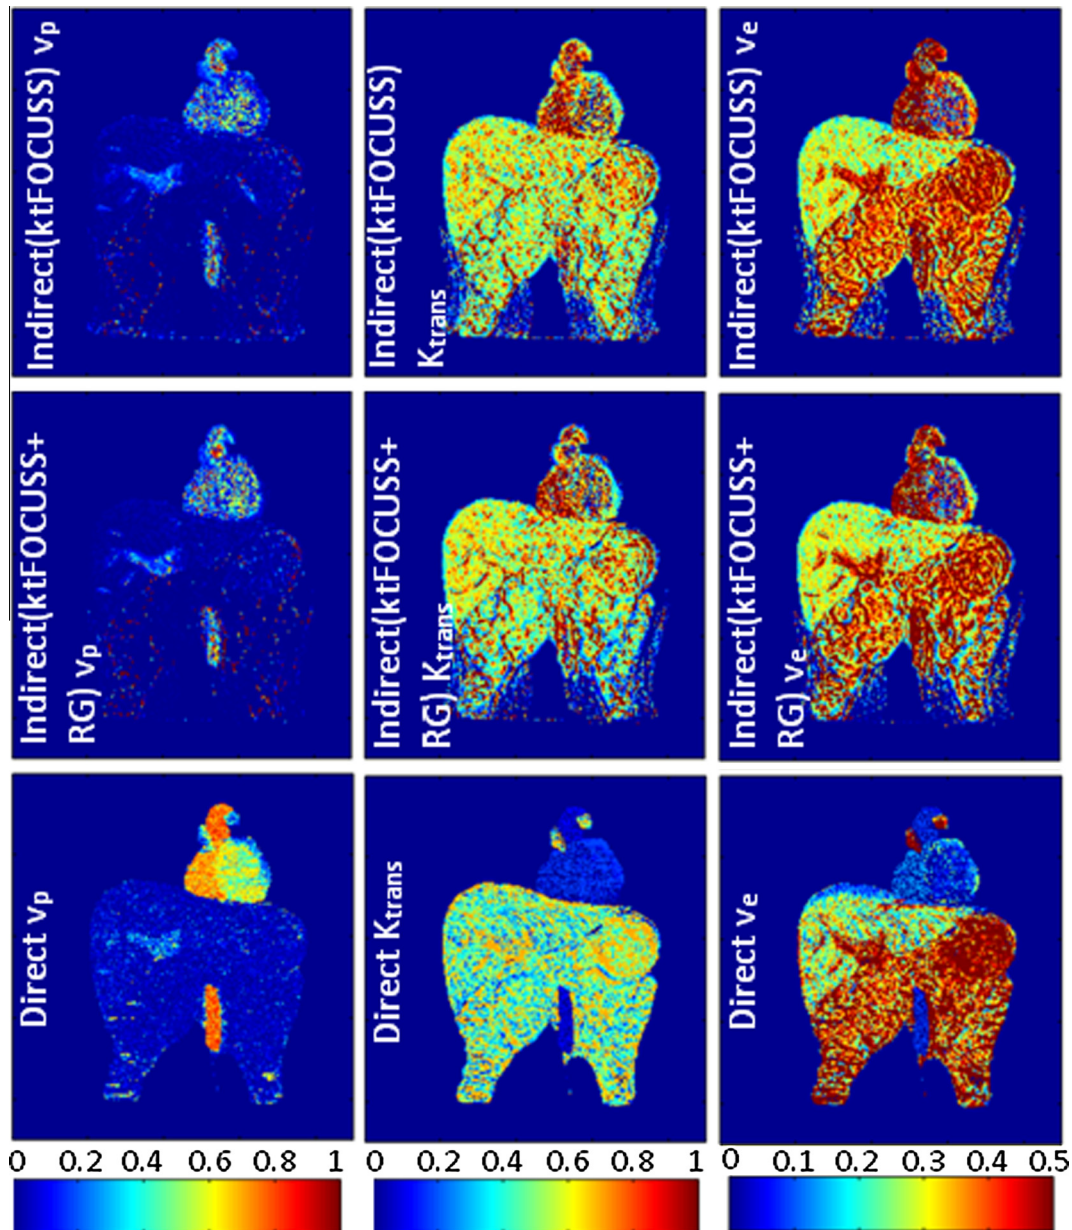 Indirect(ktFOCUSS) vp
Indirect(ktFOCUSS)
Ktrans
Indirect(ktFOCUSS) ve
Indirect(ktFOCUSS+
RG) vp
Indirect(ktFOCUSS+
RG) Ktrans
Indirect(ktFOCUSS+
RG) ve
Direct vp
Direct Ktrans
Direct ve
0 0.2 0.4 0.6 0.8 1
0 0.2 0.4 0.6 0.8 1
0 0.1 0.2 0.3 0.4 0.5